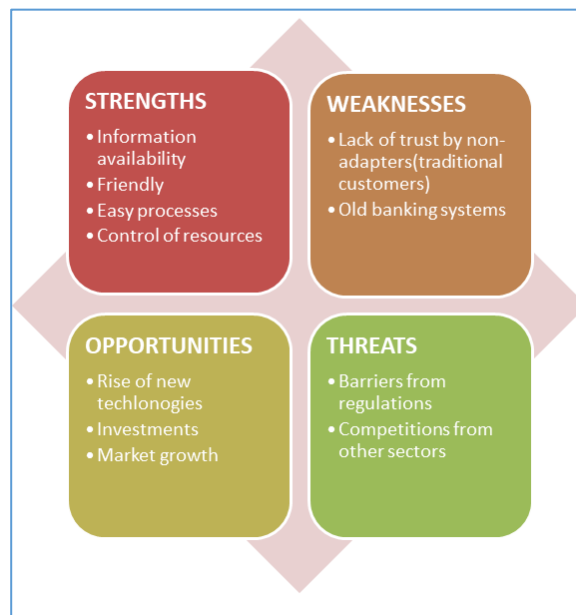 STRENGTHS
• Information
availability
• Friendly
• Easy processes
• Control of resources
WEAKNESSES
• Lack of trust by non-
adapters(traditional
customers)
• Old banking systems
OPPORTUNITIES
• Rise of new
techlonogies
• Investments
• Market growth
THREATS
• Barriers from
regulations
• Competitions from
other sectors